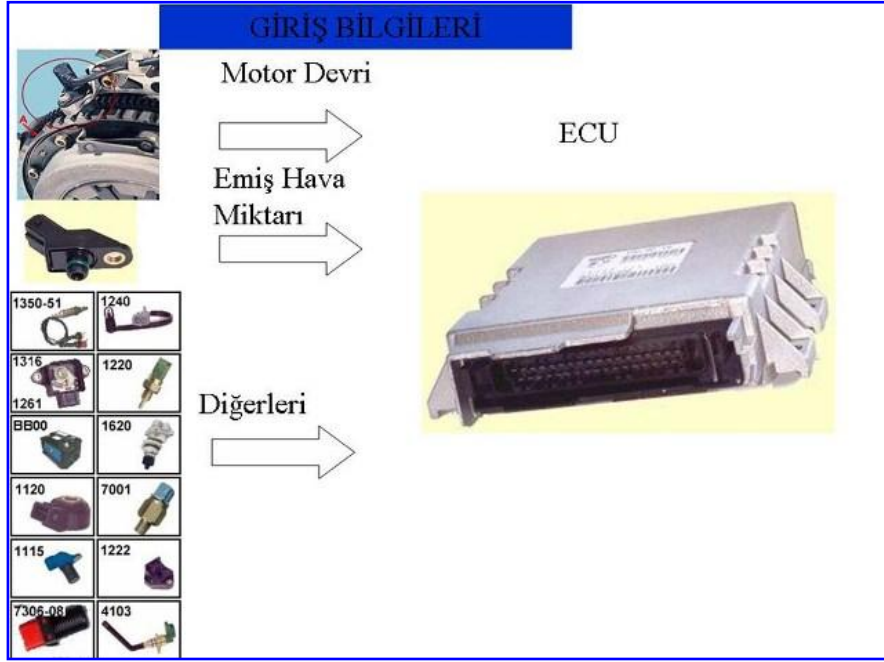 GİRİŞ BİLGİLERİ
Motor Devri
ECU
A
Emiş Hava
Miktarı
1350-51
1240
1316
1220
1261
Diğerleri
BB00
1620
1120
7001
1115
1222
7306-08
4103